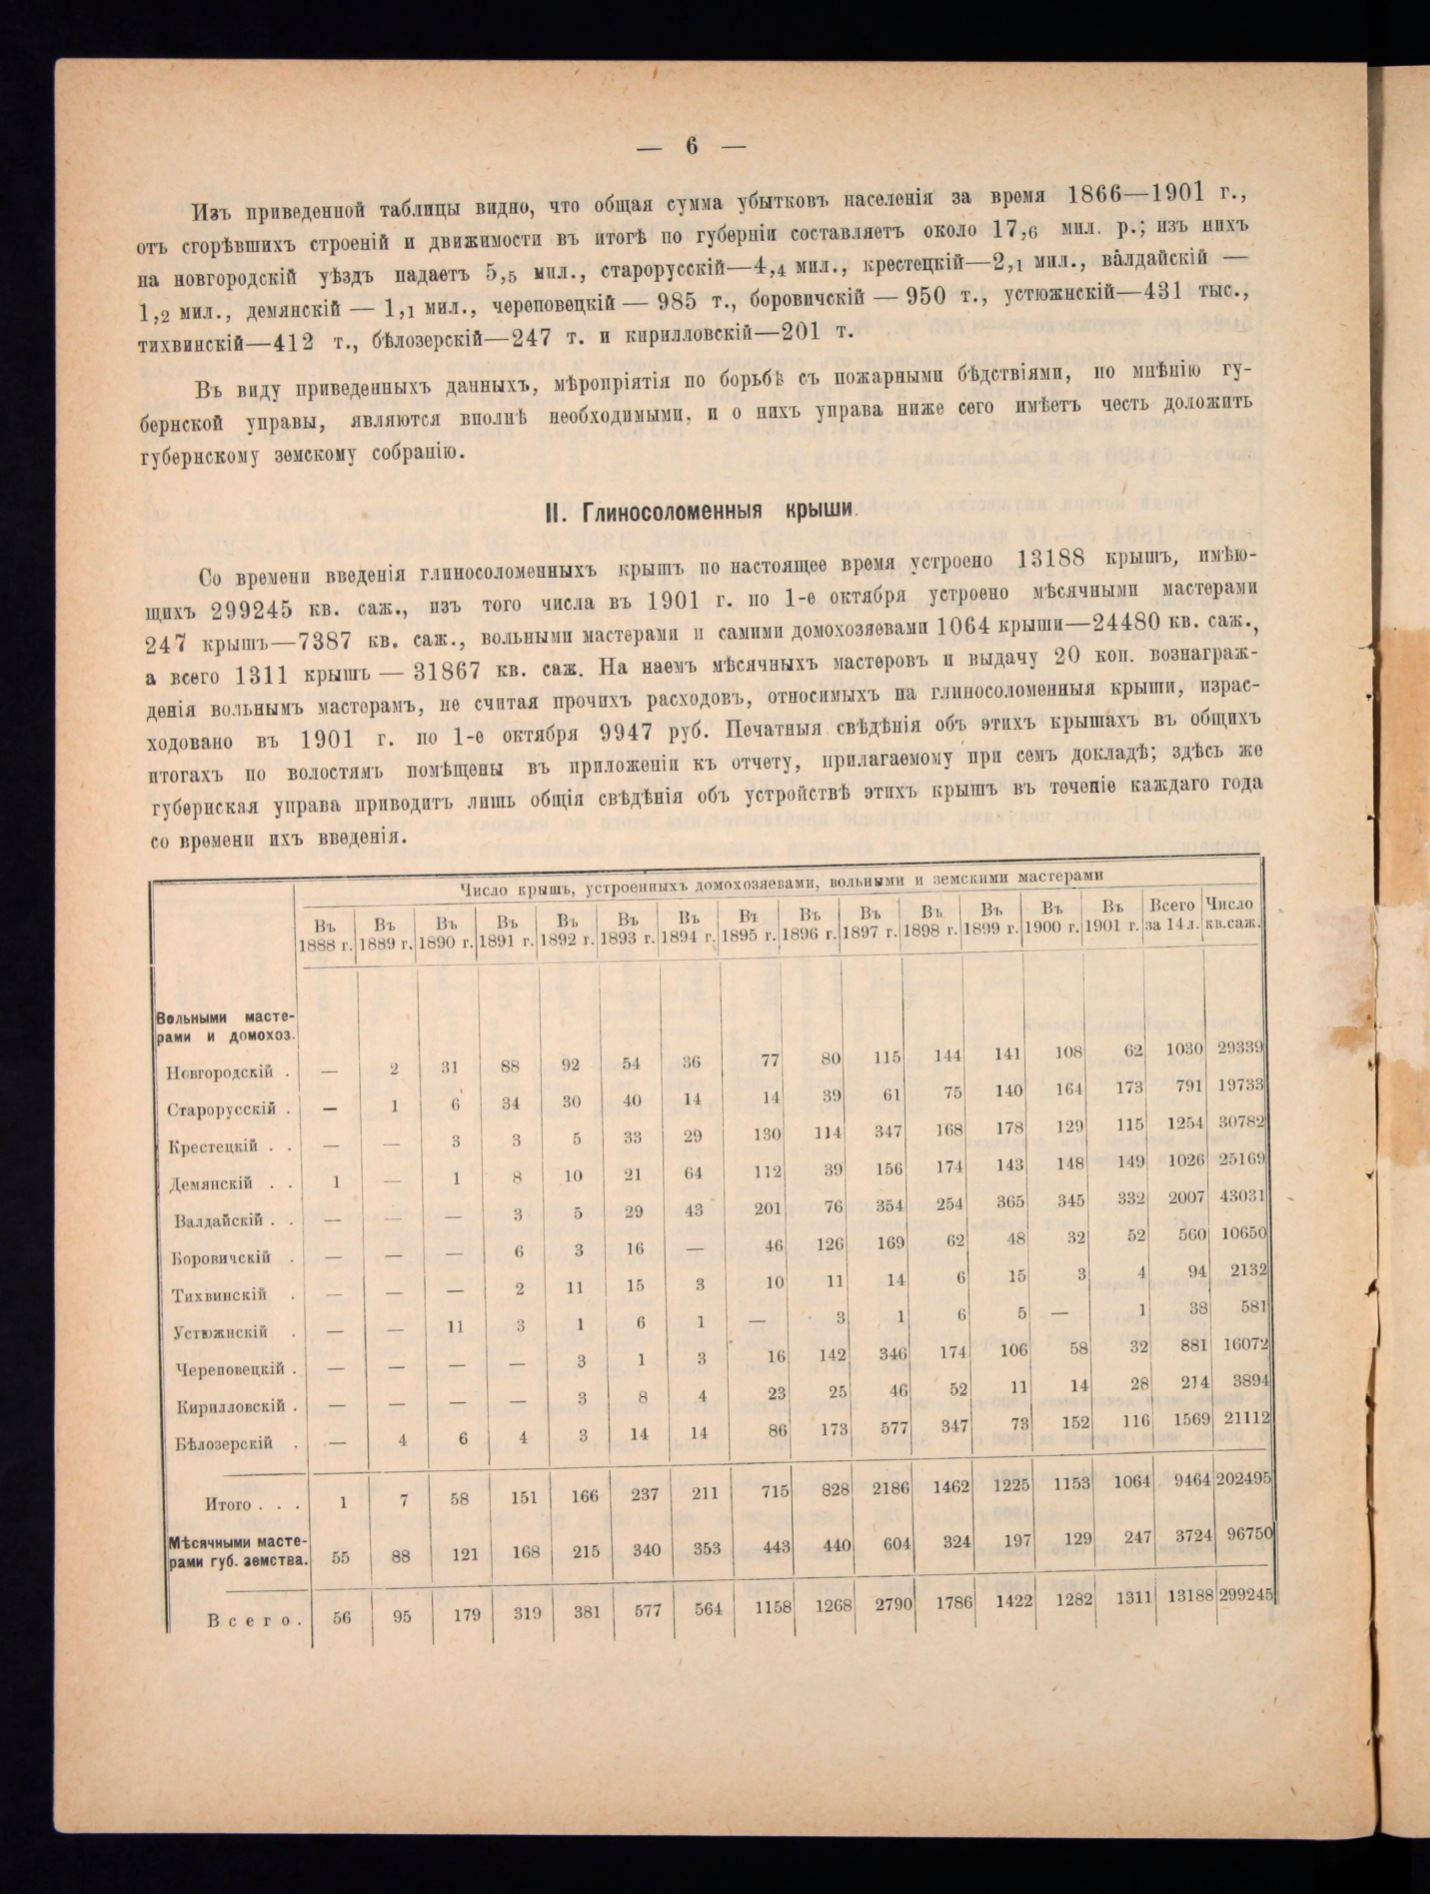 — 6 —
Изъ приведенной таблицы видно, что общая сумма убытковъ населенія за время 1866—1901 г.,
отъ сгорѣвшихъ строеній и движимости въ итогѣ по губерніи составляетъ около 17,6 мил. р.; изъ нихъ
на новгородскій уѣздъ падаетъ 5,5 мил., старорусскій—4,4 мил., крестецкій—2,1 мил., валдайскій —
1,2 мил., демянскій — 1,1 мил., череповецкій — 985 т., боровичскій — 950 т., устюжнскій—431 тыс.,
тихвинскій—412 т., бѣлозерскій—247 т. и кирилловскій—201 т.
Въ виду приведенныхъ данныхъ, мѣропріятія по борьбѣ съ пожарными бѣдствіями, по мнѣнію гу-
бернской управы, являются вполнѣ необходимыми, и о нихъ управа ниже сего имѣетъ честь доложить
губернскому земскому собранію.
II. Глиносоломенныя крыши.
Со времени введенія глиносоломенныхъ крышъ по настоящее время устроено 13188 крышъ, имѣю-
щихъ 299245 кв. саж., изъ того числа въ 1901 г. по 1-е октября устроено мѣсячными мастерами
247 крышъ—7387 кв. саж., вольными мастерами и самими домохозяевами 1064 крыши—24480 кв. саж.,
а всего 1311 крышъ — 31867 кв. саж. На наемъ мѣсячныхъ мастеровъ и выдачу 20 коп. вознаграж-
денія вольнымъ мастерамъ, не считая прочихъ расходовъ, относимыхъ на глиносоломенныя крыши, израс-
ходовано въ 1901 г. по 1-е октября 9947 руб. Печатныя свѣдѣнія объ этихъ крышахъ въ общихъ
итогахъ по волостямъ помѣщены въ приложеніи къ отчету, прилагаемому при семъ докладѣ; здѣсь же
губернская управа приводитъ лишь общія свѣдѣнія объ устройствѣ этихъ крышъ въ теченіе каждаго года
со времени ихъ введенія.
Число крышъ, устроенныхъ домохозяевами, вольными и земскими мастерами
Въ 1888 г. Въ 1889 г. Въ 1890 г. Въ 1891 г. Въ 1892 г. Въ 1893 г. Въ 1894 г. Въ 1895 г. Въ 1896 г. Въ 1897 г. Въ 1898 г. Въ 1899 г. Въ 1900 г. Въ 1901 г. Всего за 14 л. Число кв.саж.
Вольными масте-
рами и домохоз.
Новгородскій . — 2 31 88 92 54 36 77 80 115 144 141 108 62 1030 29339
Старорусскій . — 1 6 34 30 40 14 14 39 61 75 140 164 173 791 19733
Крестецкій . . — — 3 3 5 33 29 130 114 347 168 178 129 115 1254 30782
Демянскій . . 1 — 1 8 10 21 64 112 39 156 174 143 148 149 1026 25169
Валдайскій . . — — — 3 5 29 43 201 76 354 254 365 345 332 2007 43031
Боровичскій . — — — 6 3 16 — 46 126 169 62 48 32 52 560 10650
Тихвинскій . — — — 2 11 15 3 10 11 14 6 15 3 4 94 2132
Устюжнскій . — — 11 3 1 6 1 — 3 1 6 5 — 1 38 581
Череповецкій . — — — — 3 1 3 16 142 346 174 106 58 32 881 16072
Кирилловскій . — — — — 3 8 4 23 25 46 52 11 14 28 214 3894
Бѣлозерскій . — 4 6 4 3 14 14 86 173 577 347 73 152 116 1569 21112
Итого . . . 1 7 58 151 166 237 211 715 828 2186 1462 1225 1153 1064 9464 202495
Мѣсячными масте-
рами губ. земства. 55 88 121 168 215 340 353 443 440 604 324 197 129 247 3724 96750
Всего. 56 95 179 319 381 577 564 1158 1268 2790 1786 1422 1282 1311 13188 299245